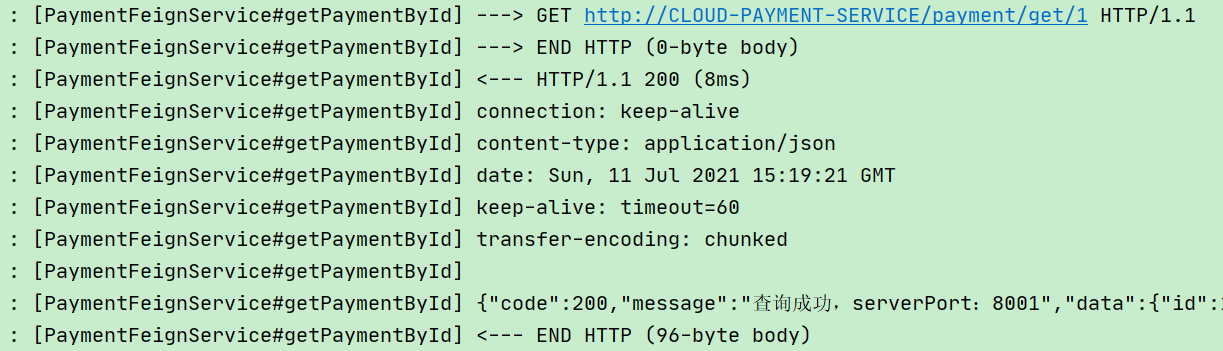 : [PaymentFeignService#getPaymentById] ---> GET http://CLOUD-PAYMENT-SERVICE/payment/get/1 HTTP/1.1
: [PaymentFeignService#getPaymentById] ---> END HTTP (0-byte body)
: [PaymentFeignService#getPaymentById] <--- HTTP/1.1 200 (8ms)
: [PaymentFeignService#getPaymentById] connection: keep-alive
: [PaymentFeignService#getPaymentById] content-type: application/json
: [PaymentFeignService#getPaymentById] date: Sun, 11 Jul 2021 15:19:21 GMT
: [PaymentFeignService#getPaymentById] keep-alive: timeout=60
: [PaymentFeignService#getPaymentById] transfer-encoding: chunked
: [PaymentFeignService#getPaymentById]
: [PaymentFeignService#getPaymentById] {"code":200,"message":"查询成功，serverPort：8001","data":{"id":
: [PaymentFeignService#getPaymentById] <--- END HTTP (96-byte body)